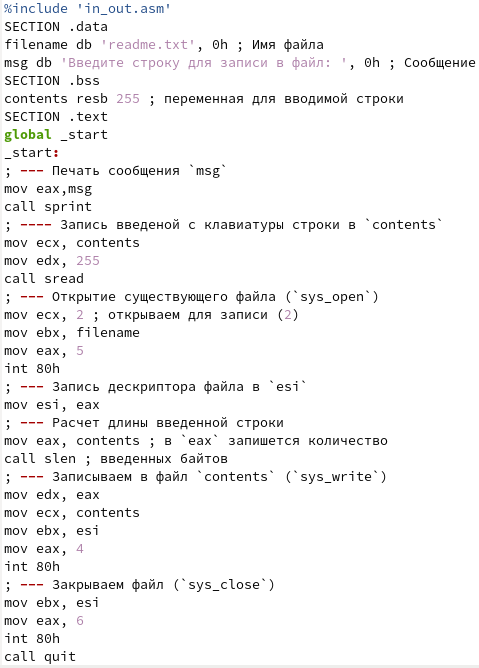 %include 'in_out.asm'
SECTION .data
filename db 'readme.txt', 0h ; Имя файла
msg db 'Введите строку для записи в файл: ', 0h ; Сообщение
SECTION .bss
contents resb 255 ; переменная для вводимой строки
SECTION .text
global _start
_start:
; --- Печать сообщения `msg`
mov eax,msg
call sprint
; ---- Запись введеной с клавиатуры строки в `contents`
mov ecx, contents
mov edx, 255
call sread
; --- Открытие существующего файла (`sys_open`)
mov ecx, 2 ; открываем для записи (2)
mov ebx, filename
mov eax, 5
int 80h
; --- Запись дескриптора файла в `esi`
mov esi, eax
; --- Расчет длины введенной строки
mov eax, contents ; в `eax` запишется количество
call slen ; введенных байтов
; --- Записываем в файл `contents` (`sys_write`)
mov edx, eax
mov ecx, contents
mov ebx, esi
mov eax, 4
int 80h
; --- Закрываем файл (`sys_close`)
mov ebx, esi
mov eax, 6
int 80h
call quit